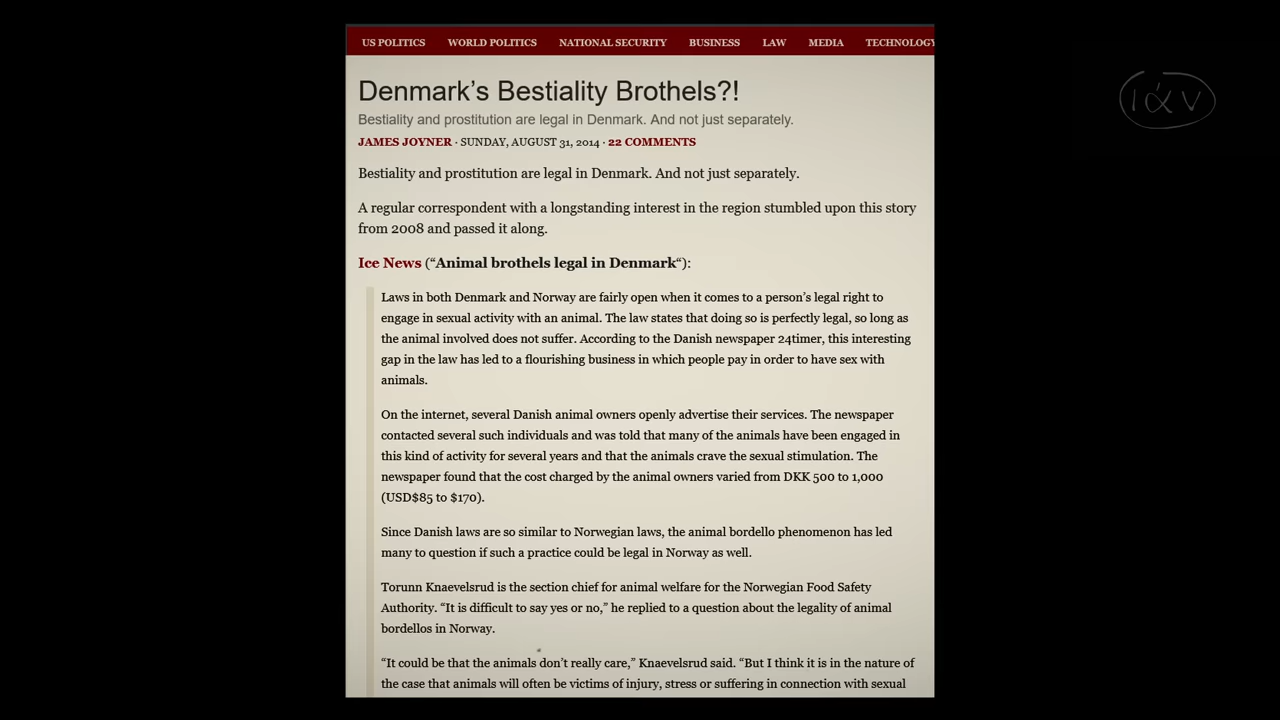 US POLITICS WORLD POLITICS NATIONAL SECURITY BUSINESS LAW MEDIA TECHNOLOGY
Denmark’s Bestiality Brothels?!
Bestiality and prostitution are legal in Denmark. And not just separately.
JAMES JOYNER · SUNDAY, AUGUST 31, 2014 · 22 COMMENTS
Bestiality and prostitution are legal in Denmark. And not just separately.
A regular correspondent with a longstanding interest in the region stumbled upon this story
from 2008 and passed it along.
Ice News (“Animal brothels legal in Denmark“):
Laws in both Denmark and Norway are fairly open when it comes to a person’s legal right to
engage in sexual activity with an animal. The law states that doing so is perfectly legal, so long as
the animal involved does not suffer. According to the Danish newspaper 24timer, this interesting
gap in the law has led to a flourishing business in which people pay in order to have sex with
animals.
On the internet, several Danish animal owners openly advertise their services. The newspaper
contacted several such individuals and was told that many of the animals have been engaged in
this kind of activity for several years and that the animals crave the sexual stimulation. The
newspaper found that the cost charged by the animal owners varied from DKK 500 to 1,000
(USD$85 to $170).
Since Danish laws are so similar to Norwegian laws, the animal bordello phenomenon has led
many to question if such a practice could be legal in Norway as well.
Torunn Knaevelsrud is the section chief for animal welfare for the Norwegian Food Safety
Authority. “It is difficult to say yes or no,” he replied to a question about the legality of animal
bordellos in Norway.
“It could be that the animals don’t really care,” Knaevelsrud said. “But I think it is in the nature of
the case that animals will often be victims of injury, stress or suffering in connection with sexual